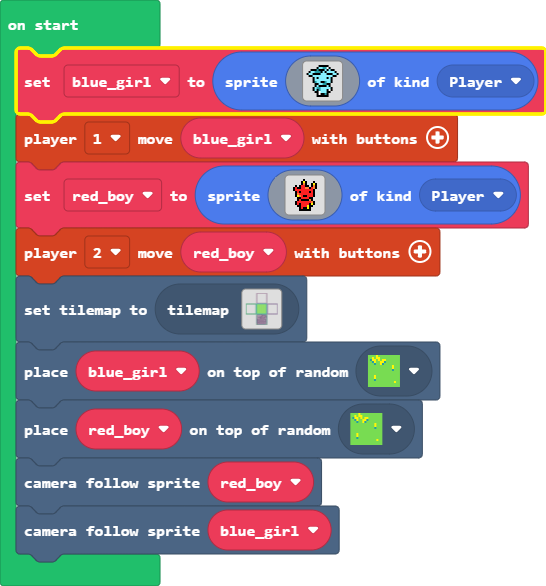 on start
set blue_girl to sprite of kind Player
player 1 move blue_girl with buttons
set red_boy to sprite of kind Player
player 2 move red_boy with buttons
set tilemap to tilemap
place blue_girl on top of random
place red_boy on top of random
camera follow sprite red_boy
camera follow sprite blue_girl